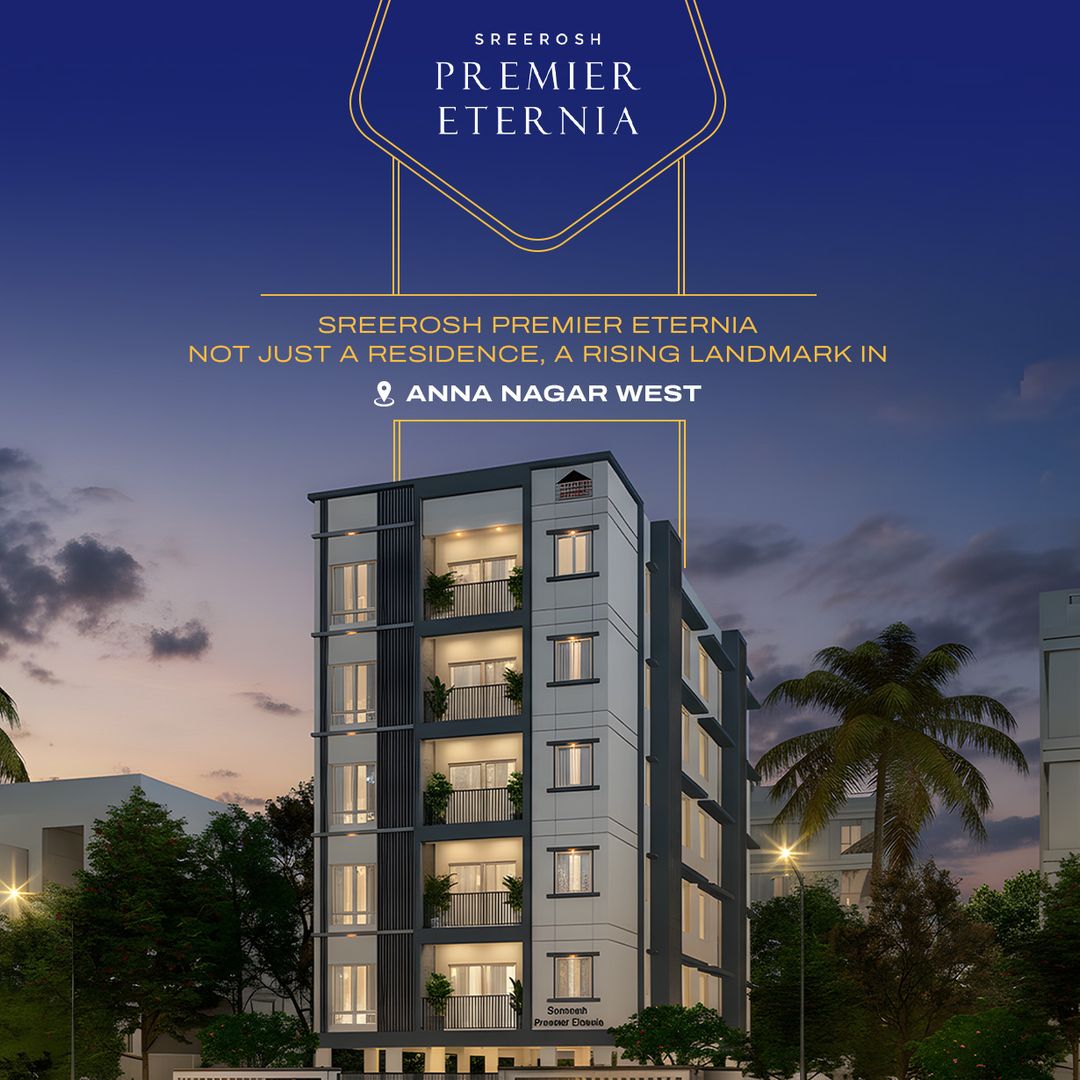 SREEROSH
PREMIER
ETERNIA
SREEROSH PREMIER ETERNIA
NOT JUST A RESIDENCE, A RISING LANDMARK IN
ANNA NAGAR WEST